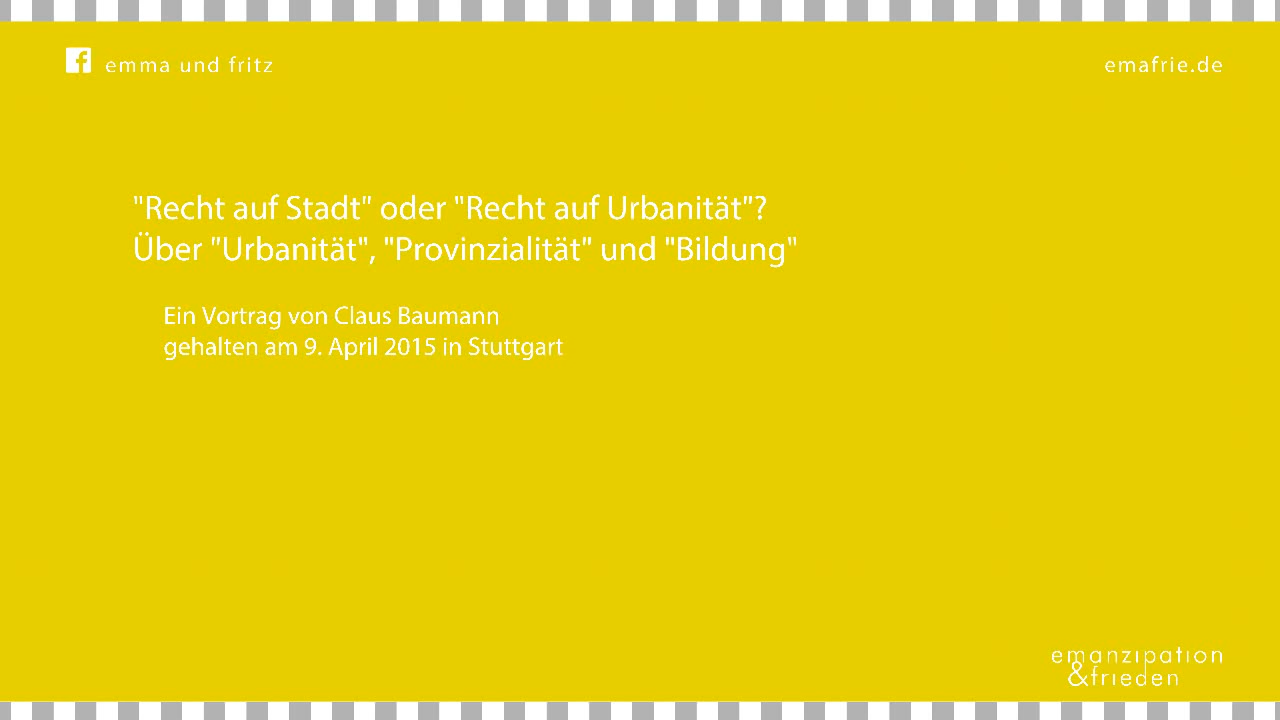 emma und fritz
emafrie.de
"Recht auf Stadt" oder "Recht auf Urbanität"?
Über "Urbanität", "Provinzialität" und "Bildung"
Ein Vortrag von Claus Baumann
gehalten am 9. April 2015 in Stuttgart
emanzipation
&frieden